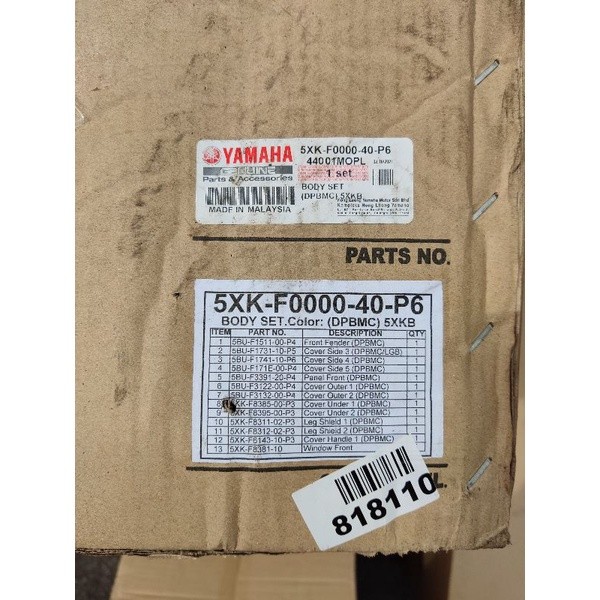 YAMAHA
GENUINE
Parts & Accessories
MADE IN MALAYSIA
5XK-F0000-40-P6
44001MOPL
1 set
BODY SET
(DPBMC) 5XKB
PARTS NO.
5XK-F0000-40-P6
BODY SET.Color: (DPBMC) 5XKB
ITEM PART NO. DESCRIPTION QTY
1 5BU-F1511-00-P4 Front Fender (DPBMC) 1
2 5BU-F1731-10-P5 Cover Side 3 (DPBMC/LGB) 1
3 5BU-F1741-10-P6 Cover Side 4 (DPBMC) 1
4 5BU-F171E-00-P4 Cover Side 5 (DPBMC) 1
5 5BU-F3391-20-P4 Panel Front (DPBMC) 1
6 5BU-F3122-00-P4 Cover Outer 1 (DPBMC) 1
7 5BU-F3132-00-P4 Cover Outer 2 (DPBMC) 1
8 5XK-F8385-00-P3 Cover Under 1 (DPBMC) 1
9 5XK-F8395-00-P3 Cover Under 2 (DPBMC) 1
10 5XK-F8311-02-P3 Leg Shield 1 (DPBMC) 1
11 5XK-F8312-02-P3 Leg Shield 2 (DPBMC) 1
12 5XK-F6143-10-P3 Cover Handle 1 (DPBMC) 1
13 5XK-F8381-10 Window Front 1
818110